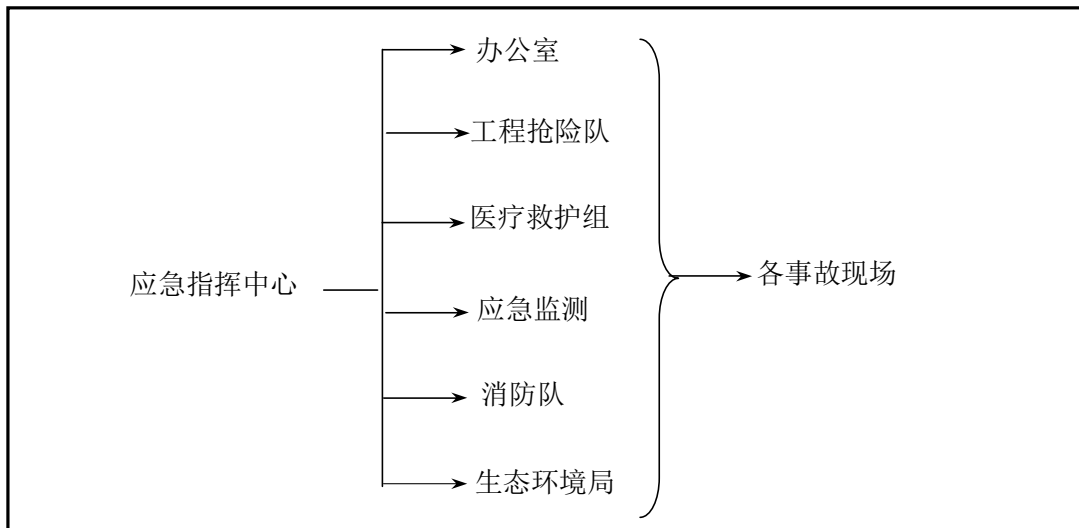 办公室
工程抢险队
医疗救护组
应急指挥中心
各事故现场
应急监测
消防队
生态环境局